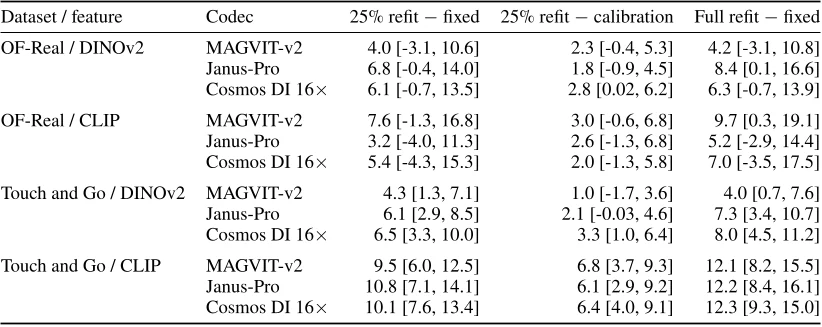 Dataset / feature Codec 25% refit − fixed 25% refit − calibration Full refit − fixed
OF-Real / DINOv2 MAGVIT-v2 4.0 [-3.1, 10.6] 2.3 [-0.4, 5.3] 4.2 [-3.1, 10.8]
Janus-Pro 6.8 [-0.4, 14.0] 1.8 [-0.9, 4.5] 8.4 [0.1, 16.6]
Cosmos DI 16× 6.1 [-0.7, 13.5] 2.8 [0.02, 6.2] 6.3 [-0.7, 13.9]
OF-Real / CLIP MAGVIT-v2 7.6 [-1.3, 16.8] 3.0 [-0.6, 6.8] 9.7 [0.3, 19.1]
Janus-Pro 3.2 [-4.0, 11.3] 2.6 [-1.3, 6.8] 5.2 [-2.9, 14.4]
Cosmos DI 16× 5.4 [-4.3, 15.3] 2.0 [-1.3, 5.8] 7.0 [-3.5, 17.5]
Touch and Go / DINOv2 MAGVIT-v2 4.3 [1.3, 7.1] 1.0 [-1.7, 3.6] 4.0 [0.7, 7.6]
Janus-Pro 6.1 [2.9, 8.5] 2.1 [-0.03, 4.6] 7.3 [3.4, 10.7]
Cosmos DI 16× 6.5 [3.3, 10.0] 3.3 [1.0, 6.4] 8.0 [4.5, 11.2]
Touch and Go / CLIP MAGVIT-v2 9.5 [6.0, 12.5] 6.8 [3.7, 9.3] 12.1 [8.2, 15.5]
Janus-Pro 10.8 [7.1, 14.1] 6.1 [2.9, 9.2] 12.2 [8.4, 16.1]
Cosmos DI 16× 10.1 [7.6, 13.4] 6.4 [4.0, 9.1] 12.3 [9.3, 15.0]